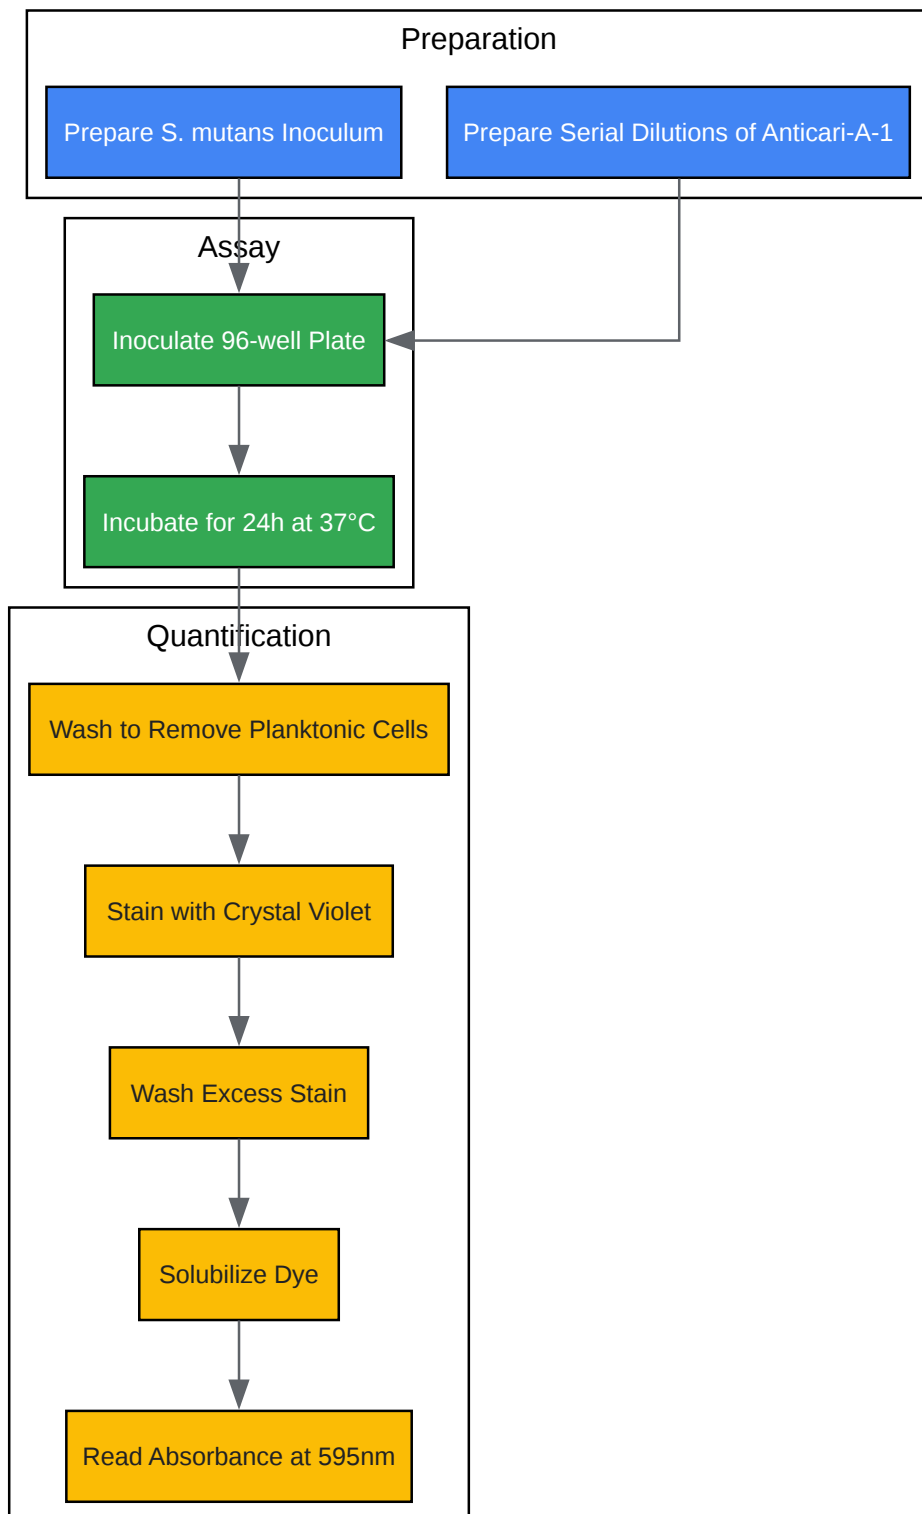 Preparation
Prepare S. mutans Inoculum
Prepare Serial Dilutions of Anticari-A-1
Assay
Inoculate 96-well Plate
Incubate for 24h at 37°C
Quantification
Wash to Remove Planktonic Cells
Stain with Crystal Violet
Wash Excess Stain
Solubilize Dye
Read Absorbance at 595nm